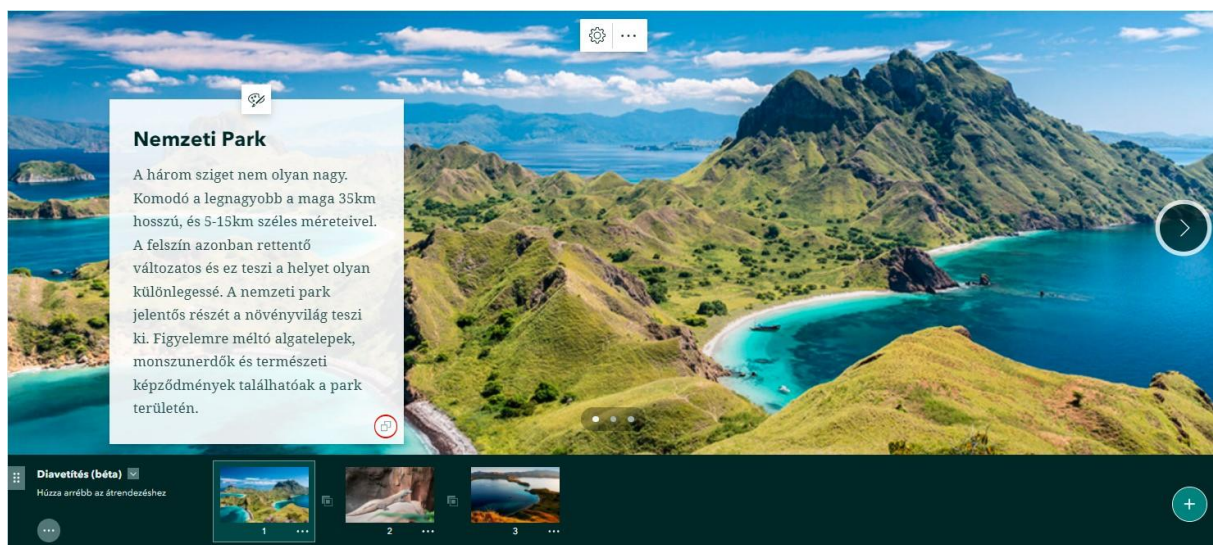 Nemzeti Park
A három sziget nem olyan nagy.
Komodó a legnagyobb a maga 35km
hosszú, és 5-15km széles méreteivel.
A felszín azonban rettentő
változatos és ez teszi a helyet olyan
különlegessé. A nemzeti park
jelentős részét a növényvilág teszi
ki. Figyelemre méltó algatelepek,
monszunerdők és természeti
képződmények találhatóak a park
területén.
Diavetítés (béta)
Húzza arrébb az átrendezéshez
1
2
3